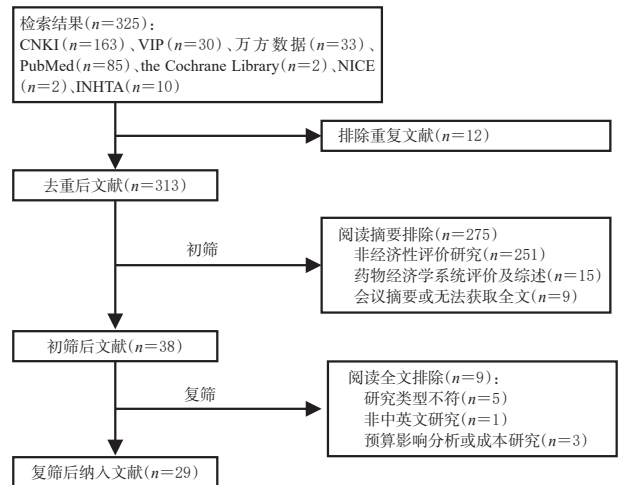 检索结果(n=325):
CNKI(n=163)、VIP(n=30)、万方数据(n=33)、
PubMed(n=85)、the Cochrane Library(n=2)、NICE
(n=2)、INHTA(n=10)
排除重复文献(n=12)
去重后文献(n=313)
初筛
阅读摘要排除(n=275)
非经济性评价研究(n=251)
药物经济学系统评价及综述(n=15)
会议摘要或无法获取全文(n=9)
初筛后文献(n=38)
复筛
阅读全文排除(n=9):
研究类型不符(n=5)
非中英文研究(n=1)
预算影响分析或成本研究(n=3)
复筛后纳入文献(n=29)